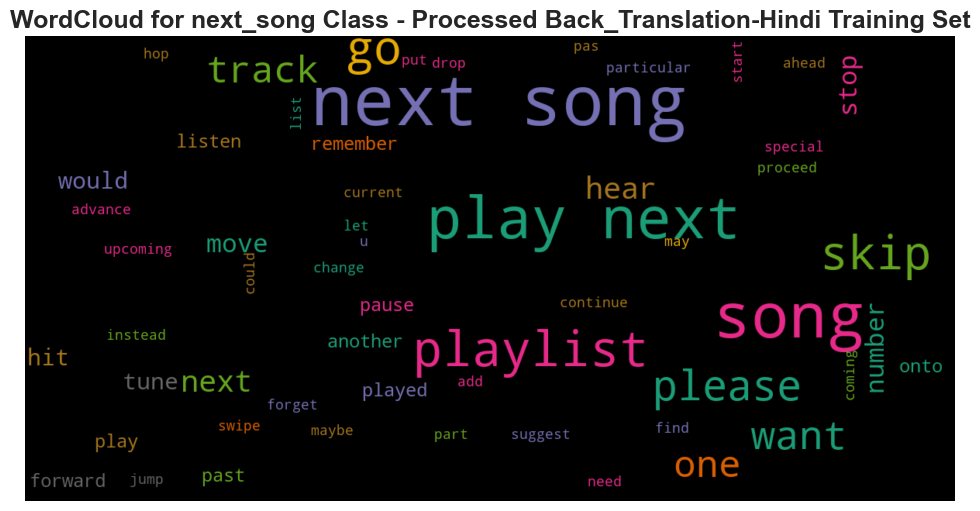 WordCloud for next_song Class - Processed Back_Translation-Hindi Training Set
hop
go
put
drop
pas
particular
start
ahead
stop
track
list
next song
listen
remember
special
proceed
would
current
hear
advance
let
play next
upcoming
move
u
may
skip
could
change
pause
continue
song
number
instead
another
playlist
hit
tune
next
played
add
please
coming
onto
forget
swipe
maybe
part
suggest
find
want
play
one
forward
jump
past
need